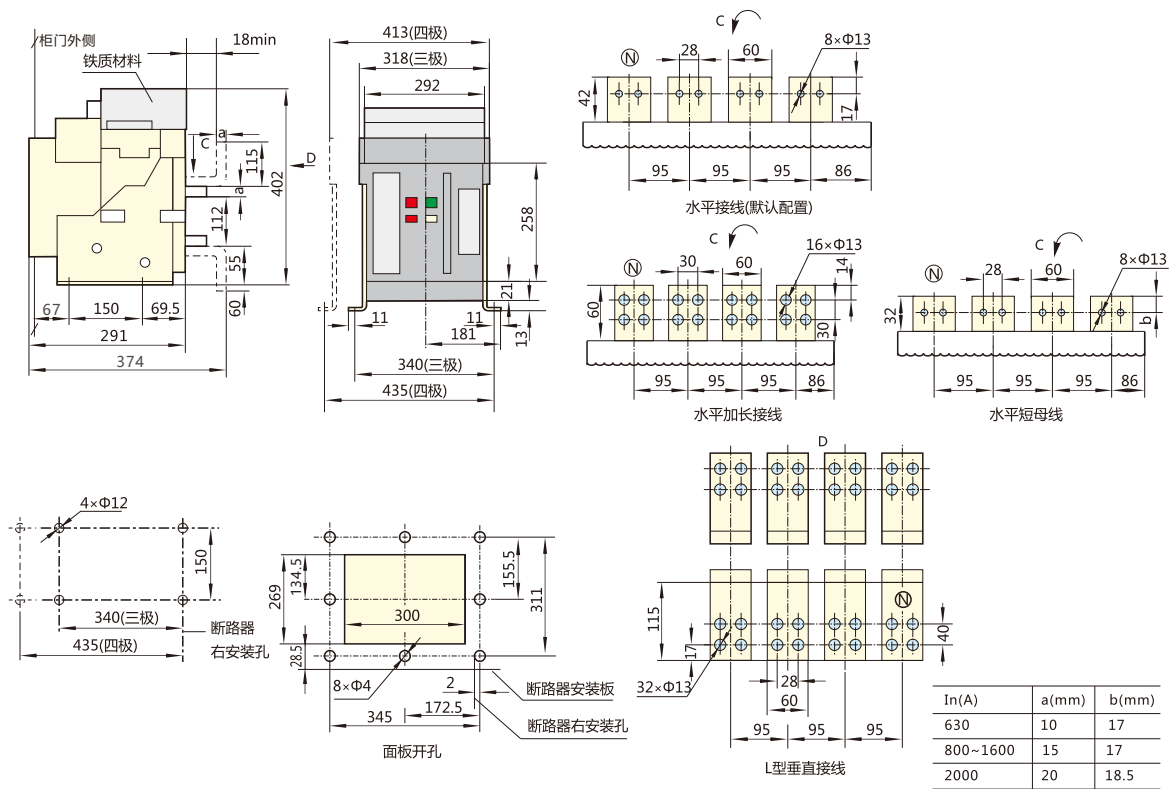 柜门外侧
铁质材料
18min
a
C
115
402
D
a
112
55
60
67
150
69.5
291
374
413(四极)
318(三极)
292
258
21
13
11
11
181
340(三极)
435(四极)
C
N
28
60
8×Φ13
42
17
95
95
95
86
水平接线(默认配置)
C
N
30
60
16×Φ13
14
60
30
95
95
95
86
水平加长接线
C
N
28
60
8×Φ13
32
b
95
95
95
86
水平短母线
4×Φ12
150
340(三极)
435(四极)
断路器
右安装孔
269
134.5
300
155.5
311
28.5
8×Φ4
2
172.5
345
断路器安装板
断路器右安装孔
面板开孔
D
N
115
17
40
32×Φ13
28
60
95
95
95
L型垂直接线
In(A) a(mm) b(mm)
630 10 17
800~1600 15 17
2000 20 18.5